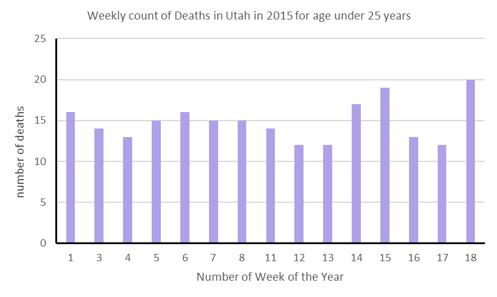 Weekly count of Deaths in Utah in 2015 for age under 25 years
25
20
15
10
5
0
number of deaths
1 3 4 5 6 7 8 11 12 13 14 15 16 17 18
Number of Week of the Year